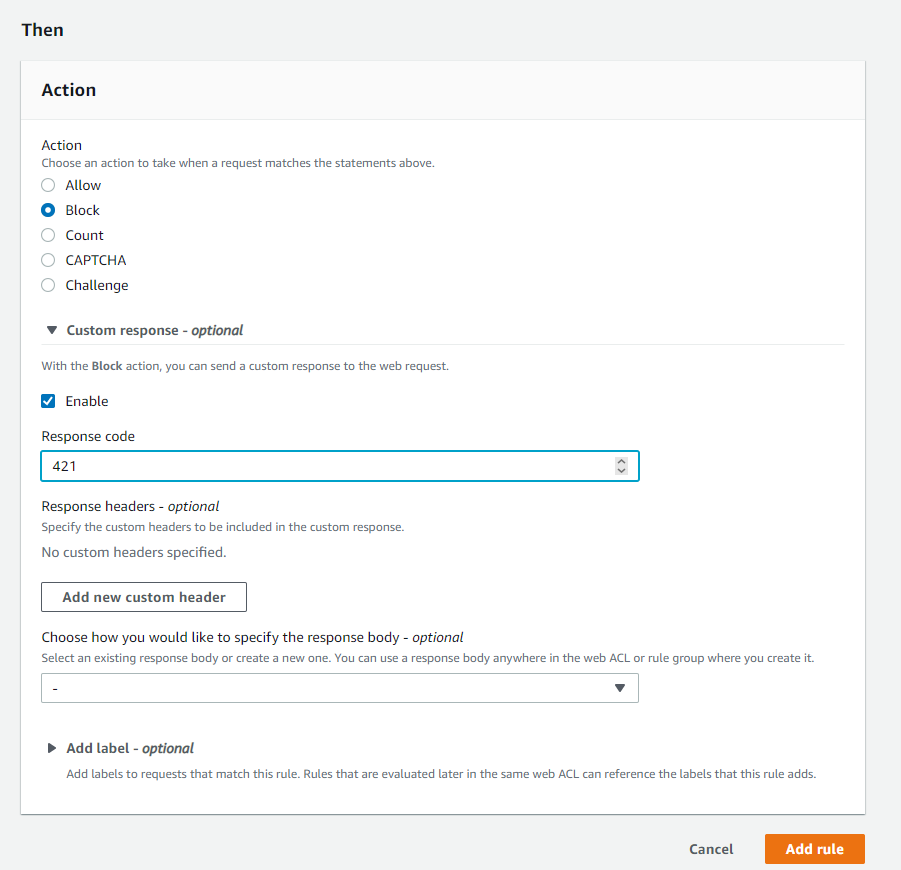 Then
Action
Action
Choose an action to take when a request matches the statements above.
Allow
Block
Count
CAPTCHA
Challenge
Custom response - optional
With the Block action, you can send a custom response to the web request.
Enable
Response code
421
Response headers - optional
Specify the custom headers to be included in the custom response.
No custom headers specified.
Add new custom header
Choose how you would like to specify the response body - optional
Select an existing response body or create a new one. You can use a response body anywhere in the web ACL or rule group where you create it.
-
Add label - optional
Add labels to requests that match this rule. Rules that are evaluated later in the same web ACL can reference the labels that this rule adds.
Cancel
Add rule